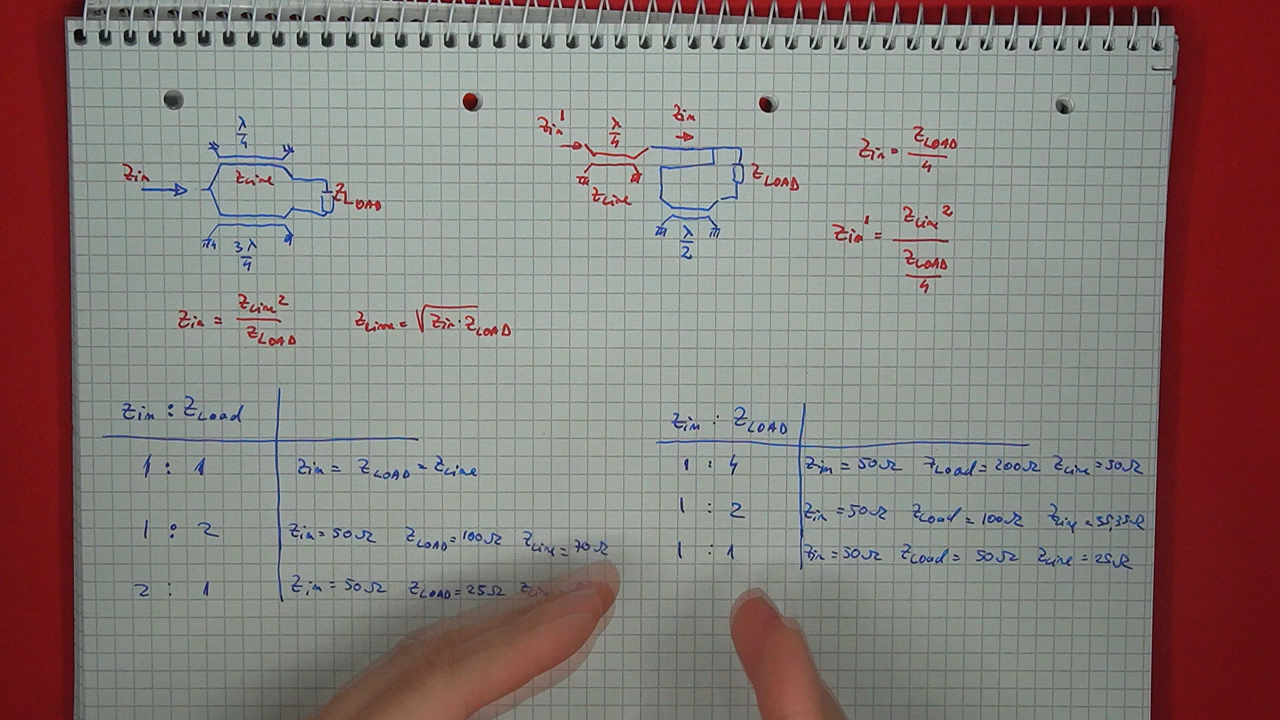 λ/4
Zin
ZLine
ZLOAD
3λ/4
Zin = ZLine²/ZLOAD
ZLine = √Zin·ZLOAD
Zin : ZLoad
1 : 1 Zin = ZLOAD = ZLine
1 : 2 Zin = 50Ω ZLOAD = 100Ω ZLine = 70Ω
2 : 1 Zin = 50Ω ZLOAD = 25Ω
Zin' λ/4 Zin
ZLOAD
ZLine
λ/2
Zin = ZLOAD/4
Zin' = ZLine²/(ZLOAD/4)
Zin : ZLOAD
1 : 4 Zin = 50Ω ZLoad = 200Ω ZLine = 50Ω
1 : 2 Zin = 50Ω ZLoad = 100Ω ZLine = 35,35Ω
1 : 1 Zin = 50Ω ZLoad = 50Ω ZLine = 25Ω